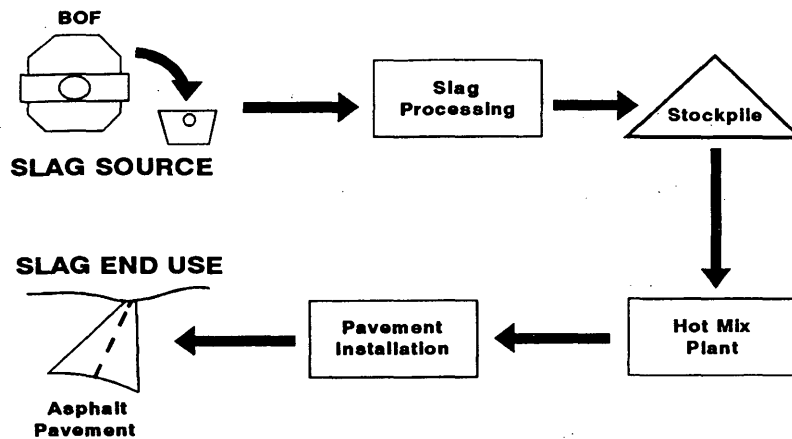 BOF
SLAG SOURCE
Slag
Processing
Stockpile
Hot Mix
Plant
Pavement
Installation
SLAG END USE
Asphalt
Pavement